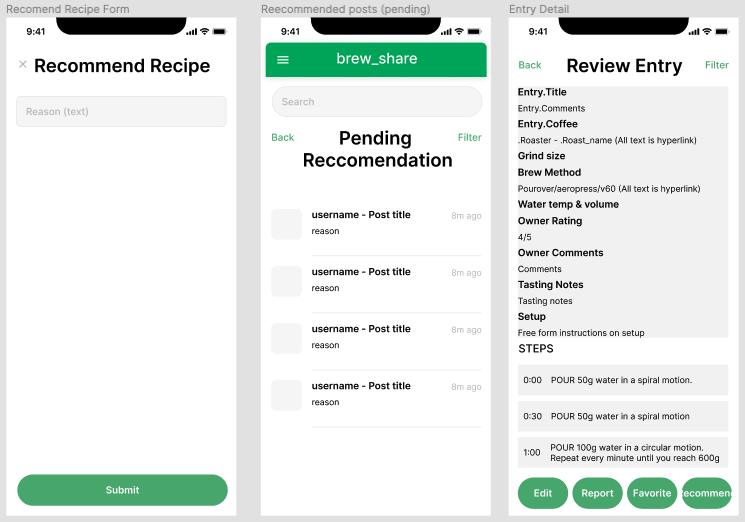 Recomend Recipe Form
9:41
× Recommend Recipe
Reason (text)
Submit
Reecommended posts (pending)
9:41
brew_share
Search
Back
Pending
Reccomendation
Filter
username - Post title
8m ago
reason
username - Post title
8m ago
reason
username - Post title
8m ago
reason
username - Post title
8m ago
reason
Entry Detail
9:41
Back
Review Entry
Filter
Entry.Title
Entry.Comments
Entry.Coffee
.Roaster - .Roast_name (All text is hyperlink)
Grind size
Brew Method
Pourover/aeropress/v60 (All text is hyperlink)
Water temp & volume
Owner Rating
4/5
Owner Comments
Comments
Tasting Notes
Tasting notes
Setup
Free form instructions on setup
STEPS
0:00 POUR 50g water in a spiral motion.
0:30 POUR 50g water in a spiral motion
1:00 POUR 100g water in a circular motion.
Repeat every minute until you reach 600g
Edit
Report
Favorite
ecommen